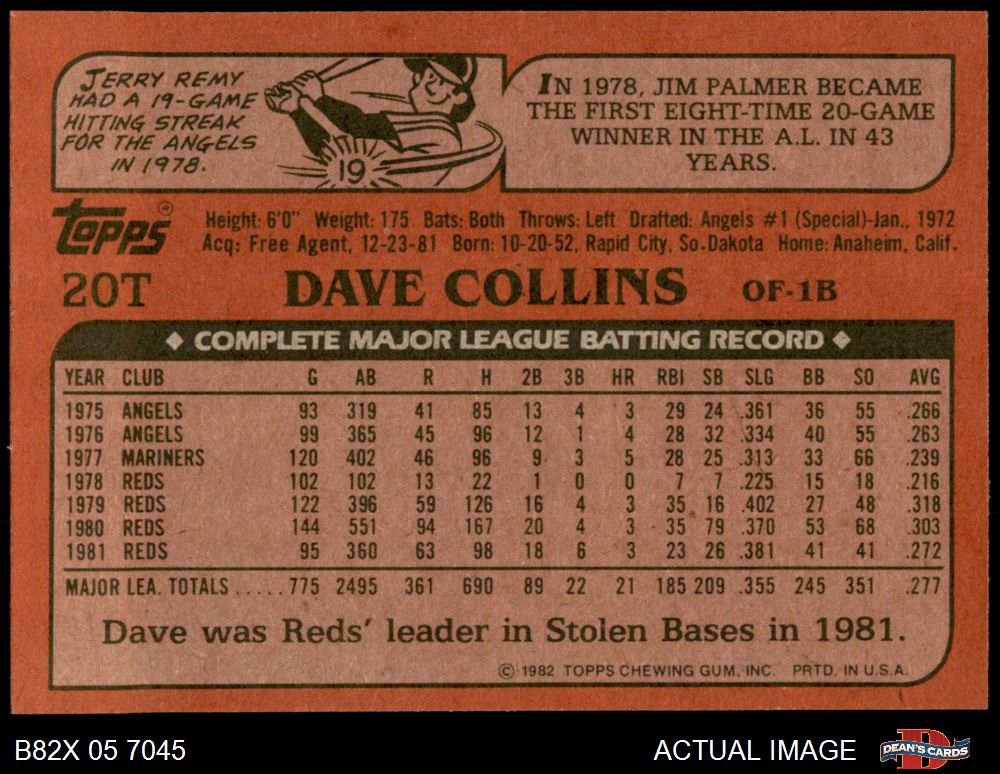 JERRY REMY
HAD A 19-GAME
HITTING STREAK
FOR THE ANGELS
IN 1978.
19
IN 1978, JIM PALMER BECAME
THE FIRST EIGHT-TIME 20-GAME
WINNER IN THE A.L. IN 43
YEARS.
TOPPS®
Height: 6'0" Weight: 175 Bats: Both Throws: Left Drafted: Angels #1 (Special)-Jan., 1972
Acq: Free Agent, 12-23-81 Born: 10-20-52, Rapid City, So. Dakota Home: Anaheim, Calif.
20T DAVE COLLINS OF-1B
◆ COMPLETE MAJOR LEAGUE BATTING RECORD ◆
YEAR CLUB G AB R H 2B 3B HR RBI SB SLG BB SO AVG
1975 ANGELS 93 319 41 85 13 4 3 29 24 .361 36 55 .266
1976 ANGELS 99 365 45 96 12 1 4 28 32 .334 40 55 .263
1977 MARINERS 120 402 46 96 9 3 5 28 25 .313 33 66 .239
1978 REDS 102 102 13 22 1 0 0 7 7 .225 15 18 .216
1979 REDS 122 396 59 126 16 4 3 35 16 .402 27 48 .318
1980 REDS 144 551 94 167 20 4 3 35 79 .370 53 68 .303
1981 REDS 95 360 63 98 18 6 3 23 26 .381 41 41 .272
MAJOR LEA. TOTALS ..... 775 2495 361 690 89 22 21 185 209 .355 245 351 .277
Dave was Reds' leader in Stolen Bases in 1981.
© 1982 TOPPS CHEWING GUM, INC. PRTD. IN U.S.A.
B82X 05 7045 ACTUAL IMAGE DEAN'S CARDS